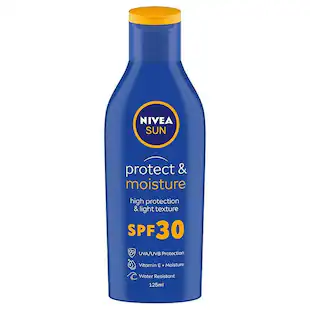 NIVEA
SUN
protect &
moisture
high protection
& light texture
SPF30
UVA/UVB Protection
Vitamin E + Moisture
Water Resistant
125ml